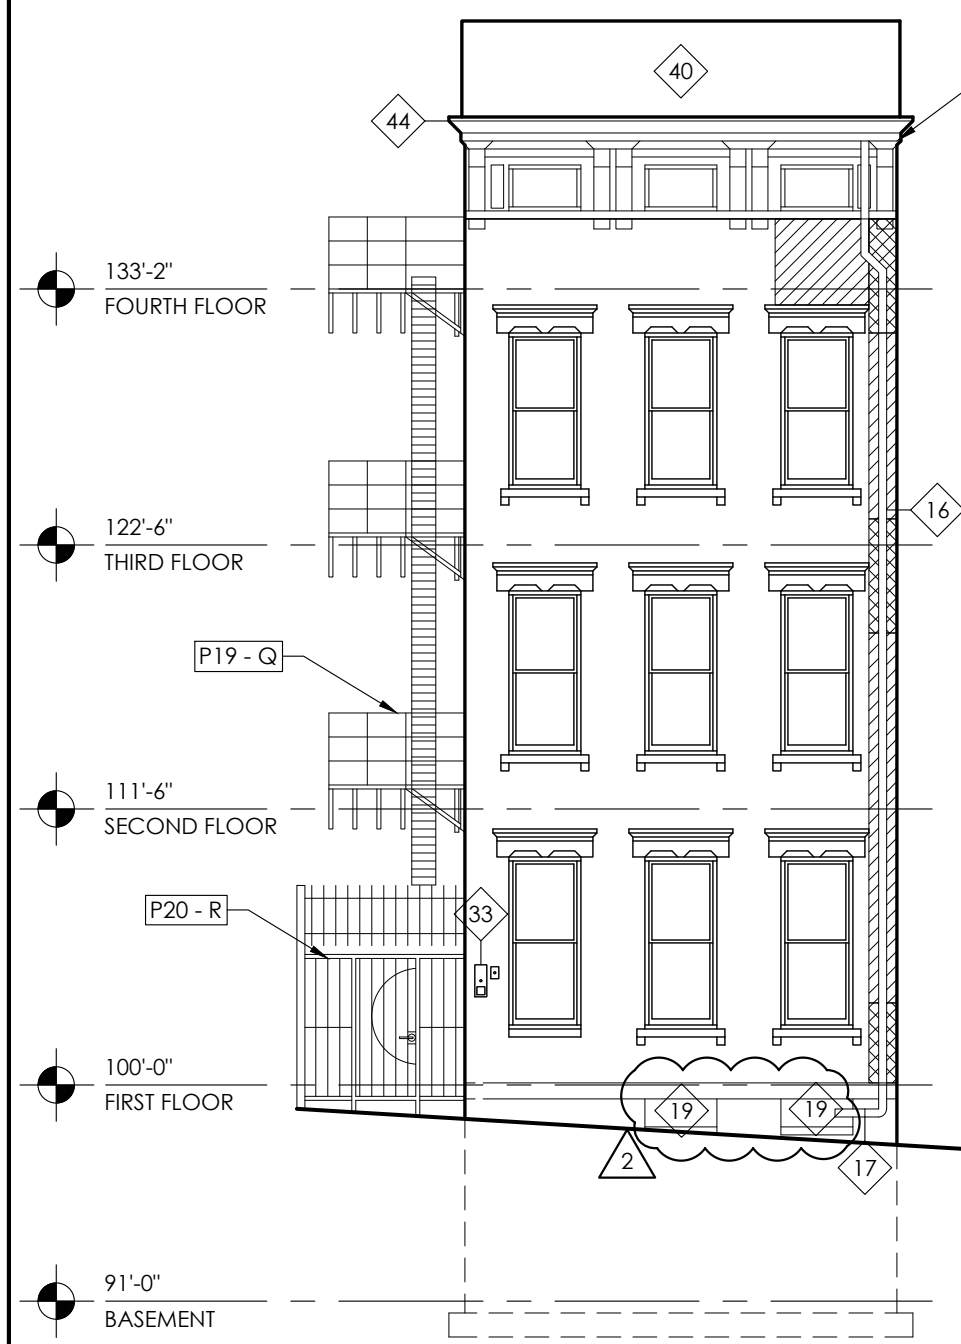 40
44
133'-2"
FOURTH FLOOR
16
122'-6"
THIRD FLOOR
P19 - Q
111'-6"
SECOND FLOOR
P20 - R
33
100'-0"
FIRST FLOOR
19
19
2
17
91'-0"
BASEMENT